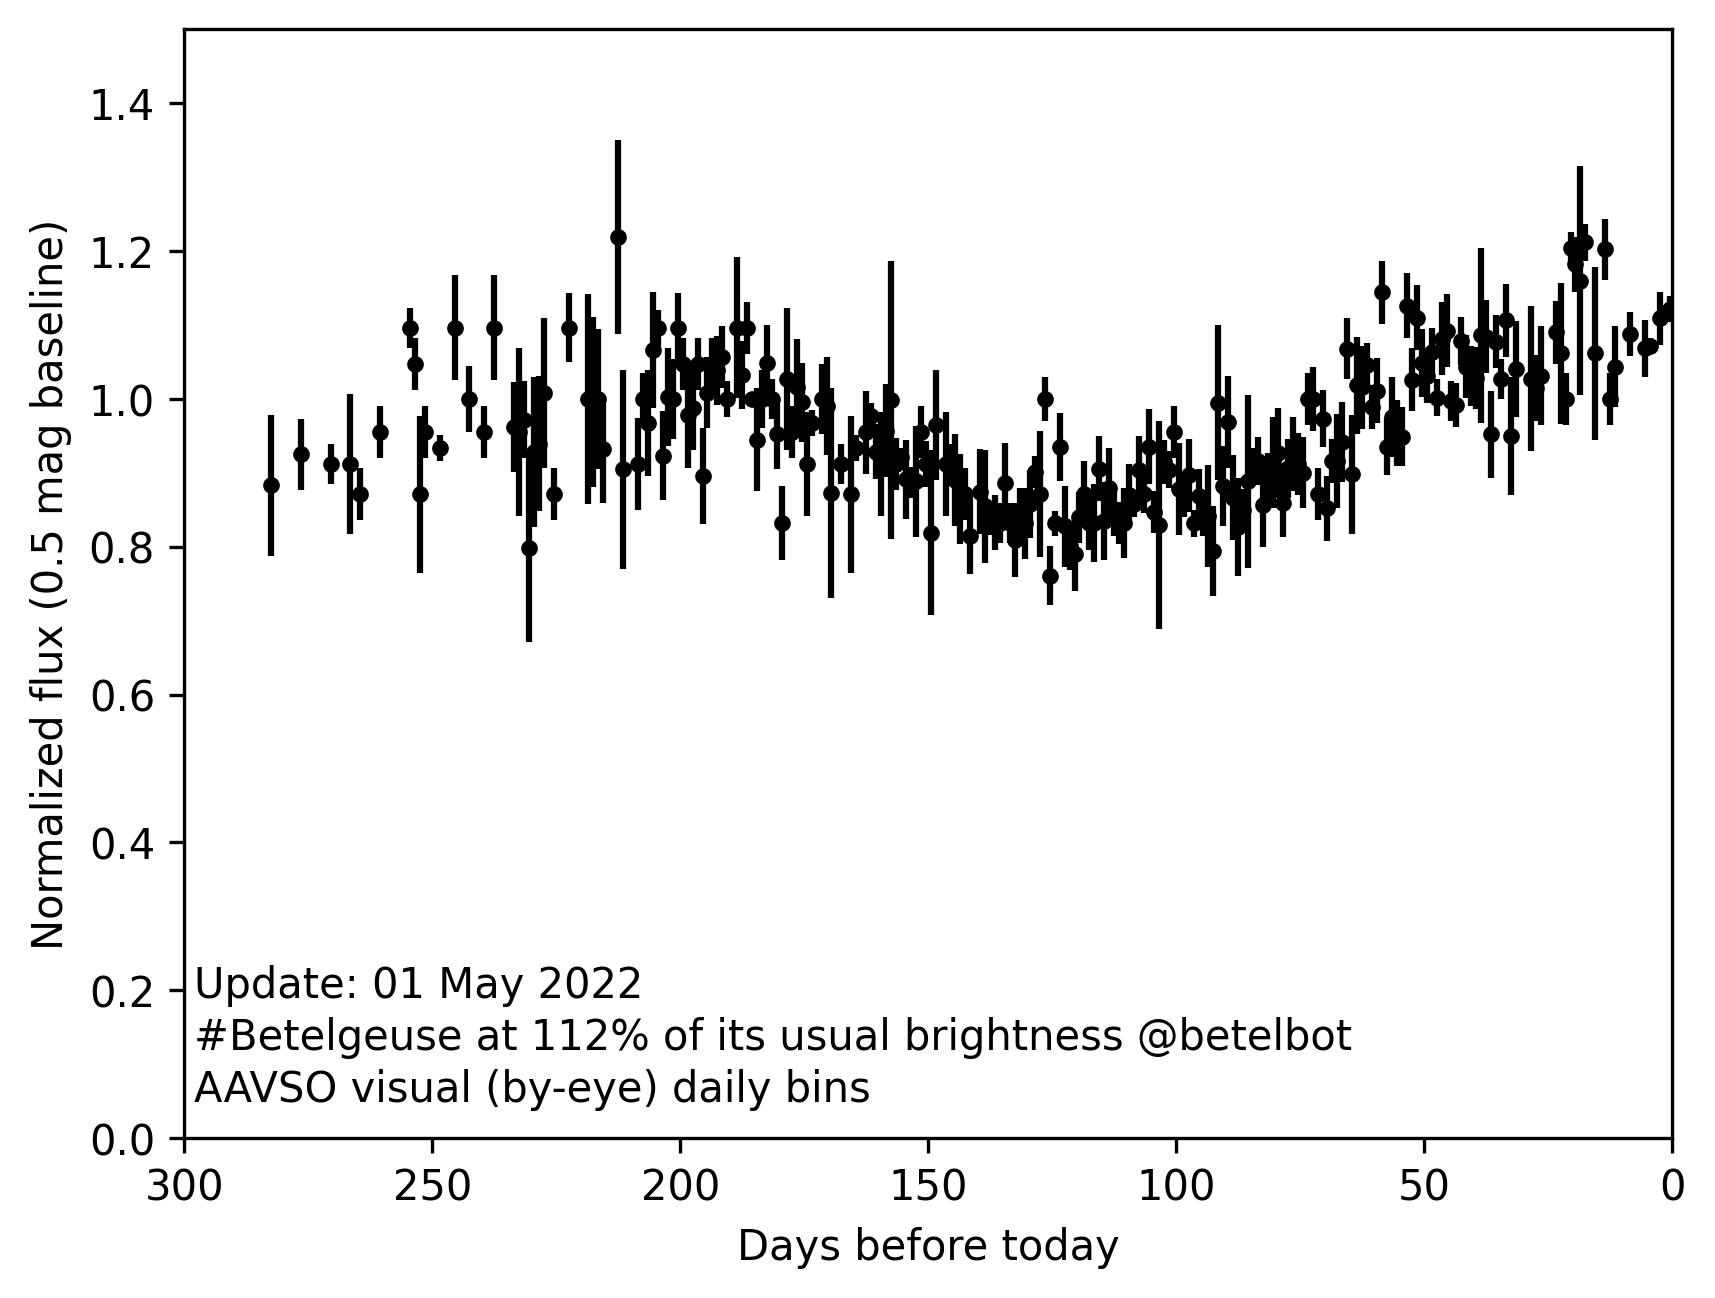 1.4
1.2
1.0
0.8
0.6
0.4
0.2
0.0
Normalized flux (0.5 mag baseline)
Update: 01 May 2022
#Betelgeuse at 112% of its usual brightness @betelbot
AAVSO visual (by-eye) daily bins
300 250 200 150 100 50 0
Days before today